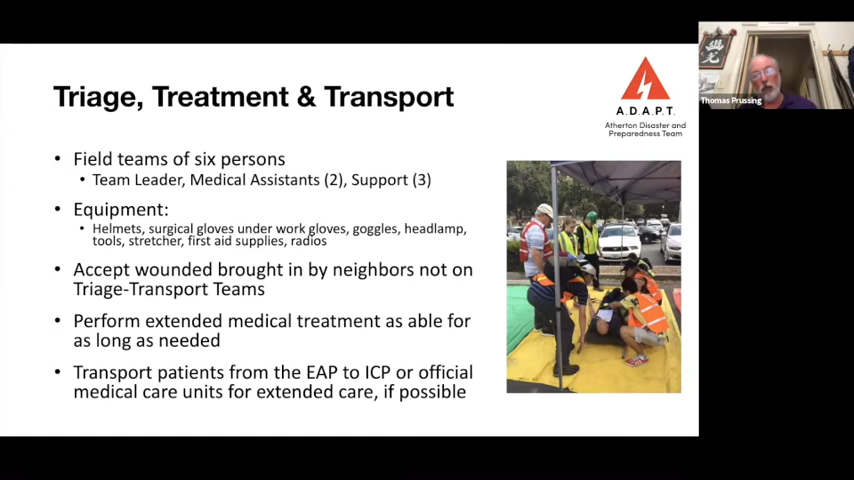 Triage, Treatment & Transport
A.D.A.P.T.
Atherton Disaster and
Preparedness Team
• Field teams of six persons
• Team Leader, Medical Assistants (2), Support (3)
• Equipment:
• Helmets, surgical gloves under work gloves, goggles, headlamp,
tools, stretcher, first aid supplies, radios
• Accept wounded brought in by neighbors not on
Triage-Transport Teams
• Perform extended medical treatment as able for
as long as needed
• Transport patients from the EAP to ICP or official
medical care units for extended care, if possible
Thomas Prussing